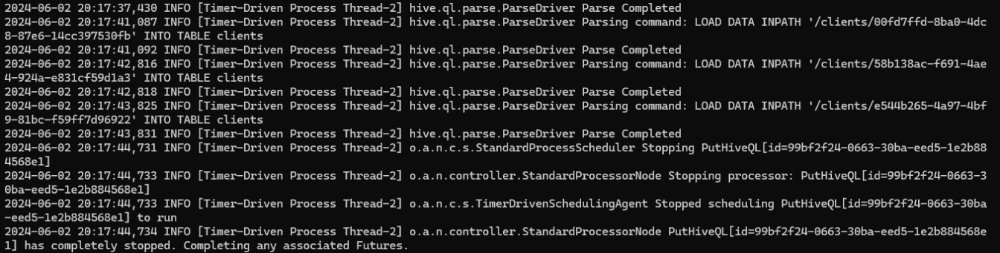 2024-06-02 20:17:37,430 INFO [Timer-Driven Process Thread-2] hive.ql.parse.ParseDriver Parse Completed
2024-06-02 20:17:41,087 INFO [Timer-Driven Process Thread-2] hive.ql.parse.ParseDriver Parsing command: LOAD DATA INPATH '/clients/00fd7ffd-8ba0-4dc
8-87e6-14cc397530fb' INTO TABLE clients
2024-06-02 20:17:41,092 INFO [Timer-Driven Process Thread-2] hive.ql.parse.ParseDriver Parse Completed
2024-06-02 20:17:42,816 INFO [Timer-Driven Process Thread-2] hive.ql.parse.ParseDriver Parsing command: LOAD DATA INPATH '/clients/58b138ac-f691-4ae
4-924a-e831cf59d1a3' INTO TABLE clients
2024-06-02 20:17:42,818 INFO [Timer-Driven Process Thread-2] hive.ql.parse.ParseDriver Parse Completed
2024-06-02 20:17:43,825 INFO [Timer-Driven Process Thread-2] hive.ql.parse.ParseDriver Parsing command: LOAD DATA INPATH '/clients/e544b265-4a97-4bf
9-81bc-f59ff7d96922' INTO TABLE clients
2024-06-02 20:17:43,831 INFO [Timer-Driven Process Thread-2] hive.ql.parse.ParseDriver Parse Completed
2024-06-02 20:17:44,731 INFO [Timer-Driven Process Thread-2] o.a.n.c.s.StandardProcessScheduler Stopping PutHiveQL[id=99bf2f24-0663-30ba-eed5-1e2b88
4568e1]
2024-06-02 20:17:44,733 INFO [Timer-Driven Process Thread-2] o.a.n.controller.StandardProcessorNode Stopping processor: PutHiveQL[id=99bf2f24-0663-3
0ba-eed5-1e2b884568e1]
2024-06-02 20:17:44,733 INFO [Timer-Driven Process Thread-2] o.a.n.c.s.TimerDrivenSchedulingAgent Stopped scheduling PutHiveQL[id=99bf2f24-0663-30ba
-eed5-1e2b884568e1] to run
2024-06-02 20:17:44,734 INFO [Timer-Driven Process Thread-2] o.a.n.controller.StandardProcessorNode PutHiveQL[id=99bf2f24-0663-30ba-eed5-1e2b884568e
1] has completely stopped. Completing any associated Futures.